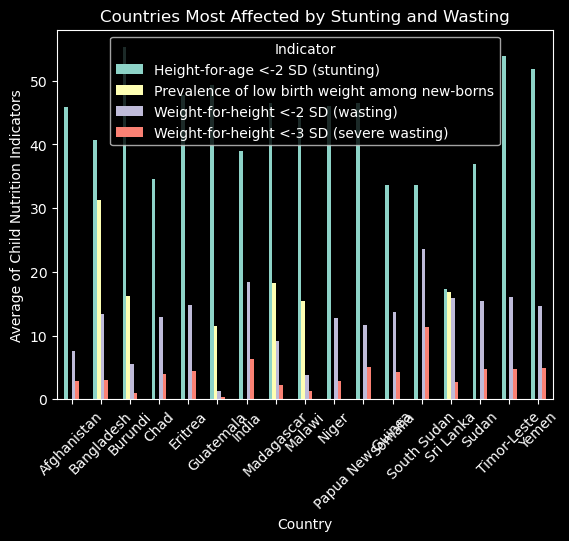 Countries Most Affected by Stunting and Wasting
Indicator
Height-for-age <-2 SD (stunting)
Prevalence of low birth weight among new-borns
Weight-for-height <-2 SD (wasting)
Weight-for-height <-3 SD (severe wasting)
Average of Child Nutrition Indicators
50
40
30
20
10
0
Afghanistan
Bangladesh
Burundi
Chad
Eritrea
Guatemala
India
Madagascar
Malawi
Niger
Papua New Guinea
Somalia
South Sudan
Sri Lanka
Sudan
Timor-Leste
Yemen
Country